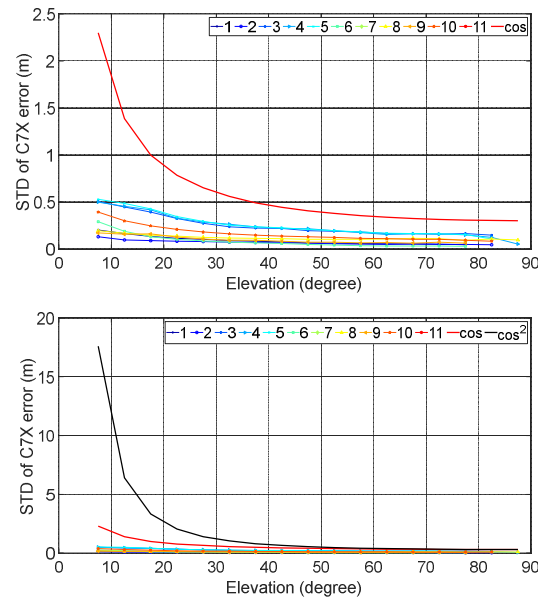 1 2 3 4 5 6 7 8 9 10 11 cos
2.5
2
1.5
1
0.5
0
STD of C7X error (m)
0 10 20 30 40 50 60 70 80 90
Elevation (degree)
1 2 3 4 5 6 7 8 9 10 11 cos cos²
20
15
10
5
0
STD of C7X error (m)
0 10 20 30 40 50 60 70 80 90
Elevation (degree)